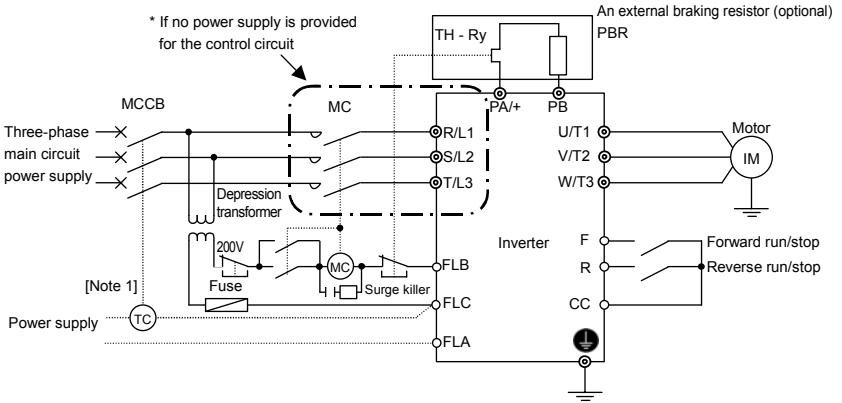 * If no power supply is provided
for the control circuit
An external braking resistor (optional)
PBR
TH - Ry
MCCB
MC
PA/+
PB
Three-phase
main circuit
power supply
R/L1
S/L2
T/L3
U/T1
V/T2
W/T3
Motor
IM
Depression
transformer
200V
Inverter
F
Forward run/stop
R
Reverse run/stop
MC
FLB
[Note 1]
Fuse
Surge killer
FLC
CC
Power supply
TC
FLA